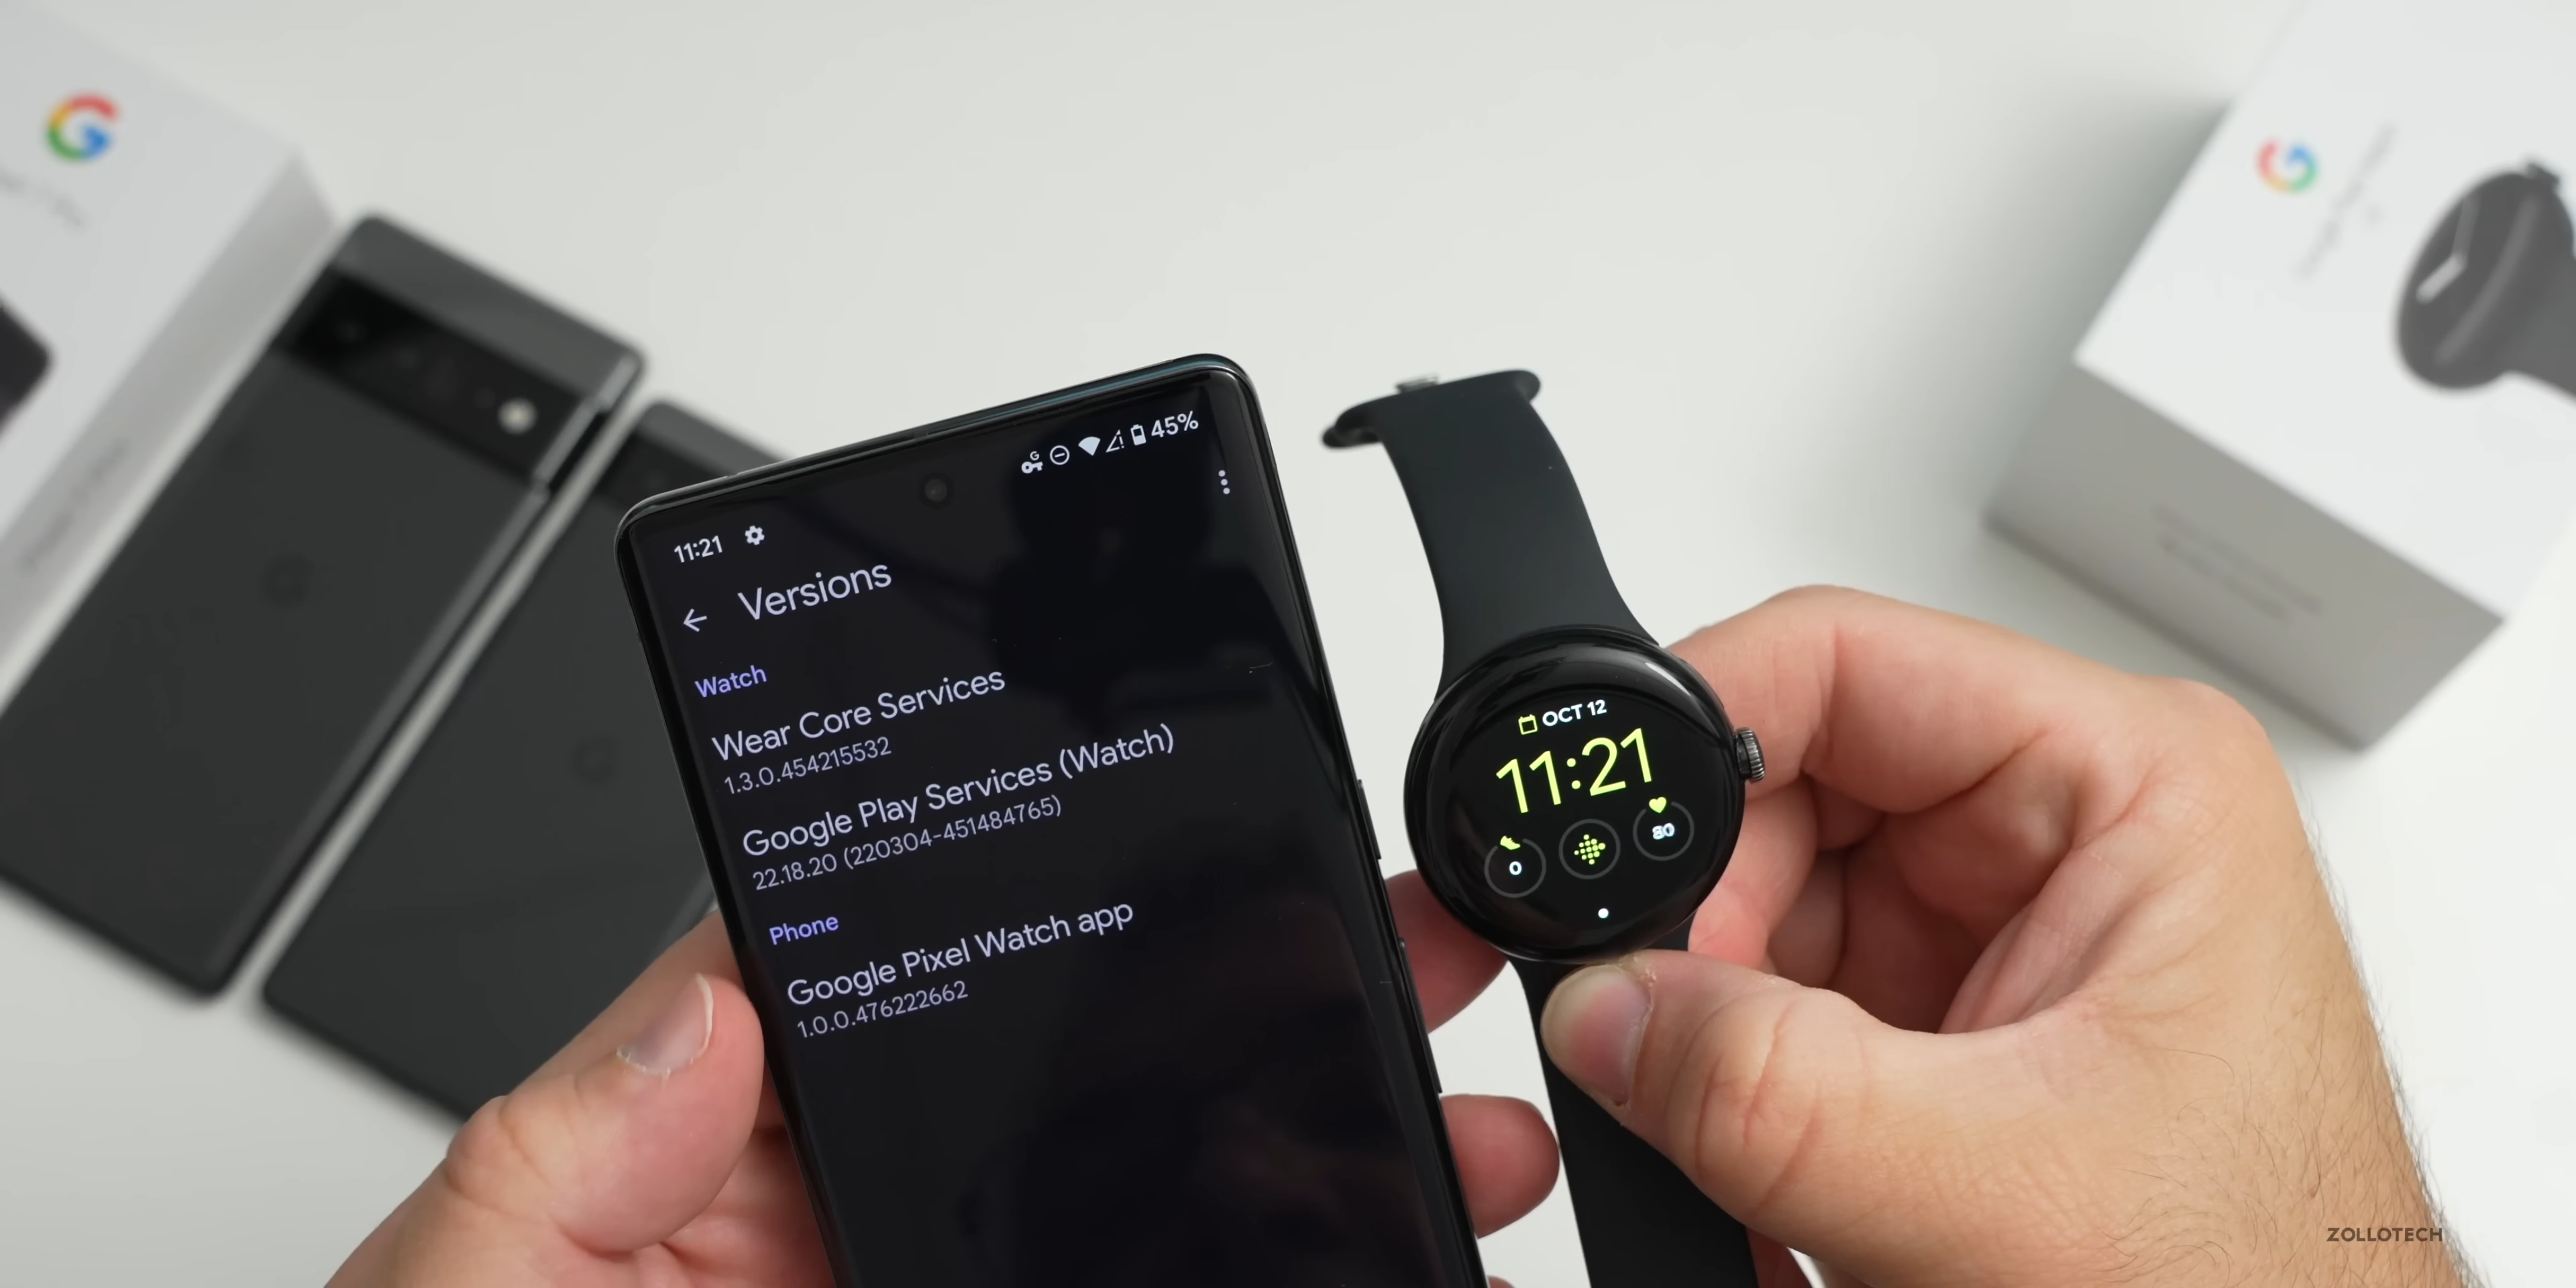 45%
11:21
Versions
Watch
Wear Core Services
1.3.0.454215532
Google Play Services (Watch)
22.18.20 (220304-451484765)
Phone
Google Pixel Watch app
1.0.0.476222662
OCT 12
11:21
0
80
ZOLLOTECH